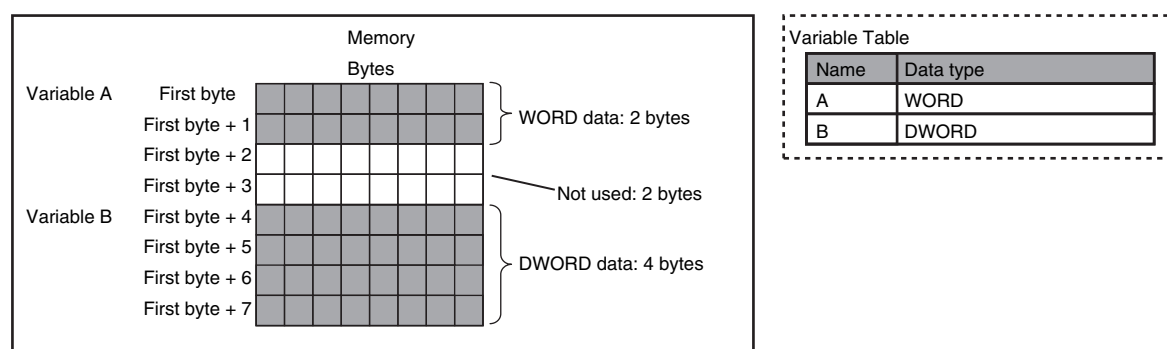 Memory
Bytes
Variable A First byte
First byte + 1
WORD data: 2 bytes
First byte + 2
First byte + 3
Not used: 2 bytes
Variable B First byte + 4
First byte + 5
First byte + 6
DWORD data: 4 bytes
First byte + 7
Variable Table
Name Data type
A WORD
B DWORD